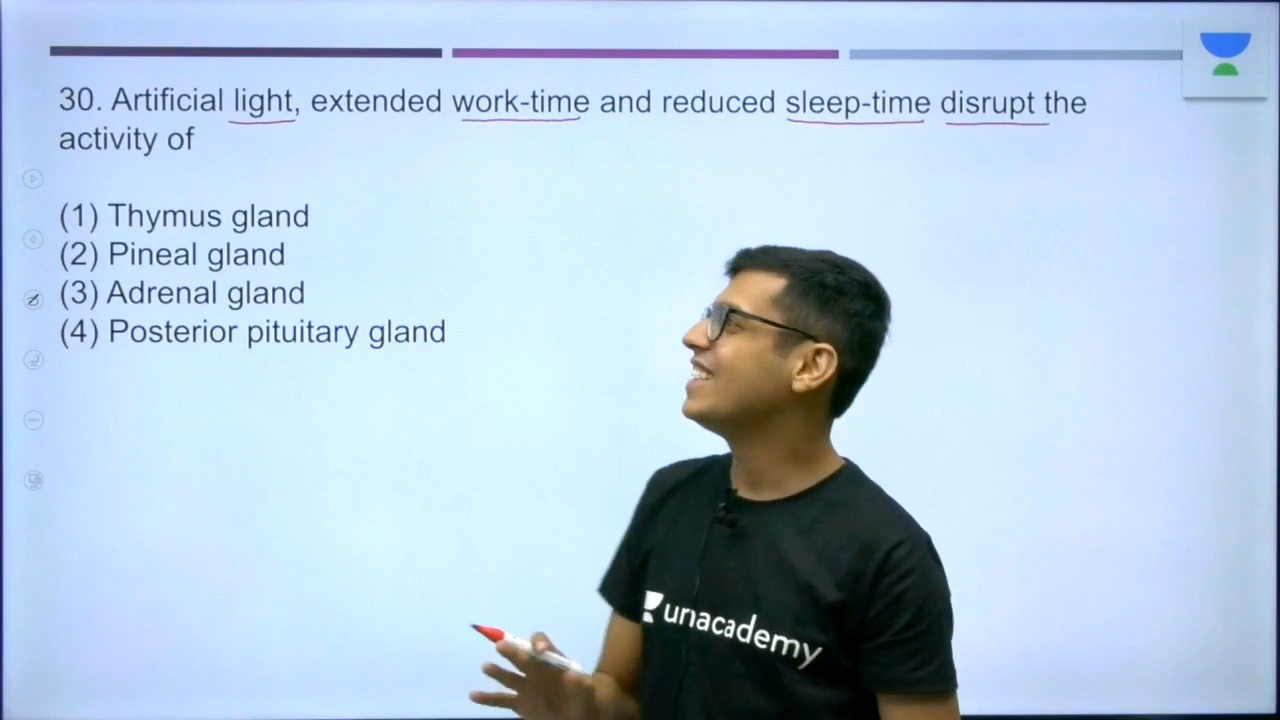 30. Artificial light, extended work-time and reduced sleep-time disrupt the
activity of
(1) Thymus gland
(2) Pineal gland
(3) Adrenal gland
(4) Posterior pituitary gland
unacademy